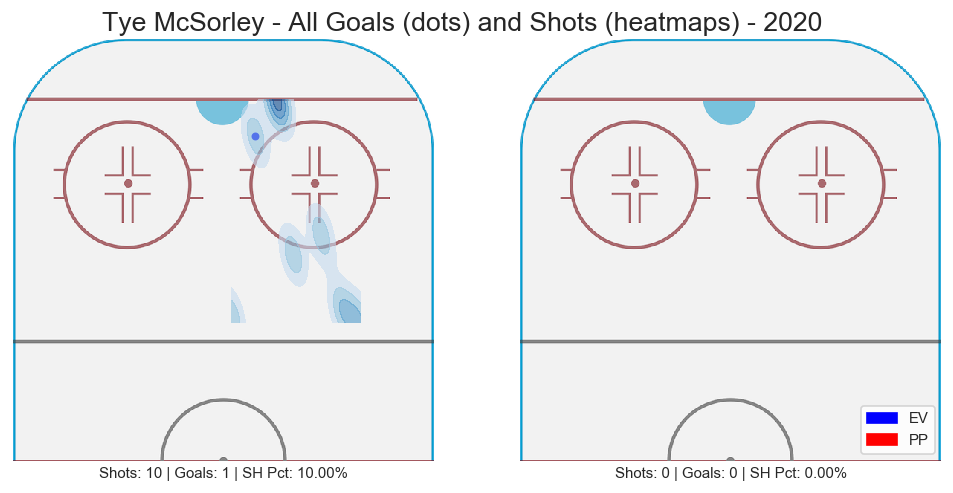 Tye McSorley - All Goals (dots) and Shots (heatmaps) - 2020
EV
PP
Shots: 10 | Goals: 1 | SH Pct: 10.00%
Shots: 0 | Goals: 0 | SH Pct: 0.00%